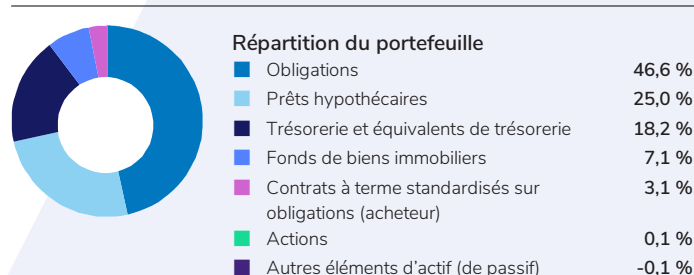 Répartition du portefeuille
Obligations 46,6 %
Prêts hypothécaires 25,0 %
Trésorerie et équivalents de trésorerie 18,2 %
Fonds de biens immobiliers 7,1 %
Contrats à terme standardisés sur 3,1 %
obligations (acheteur)
Actions 0,1 %
Autres éléments d'actif (de passif) -0,1 %